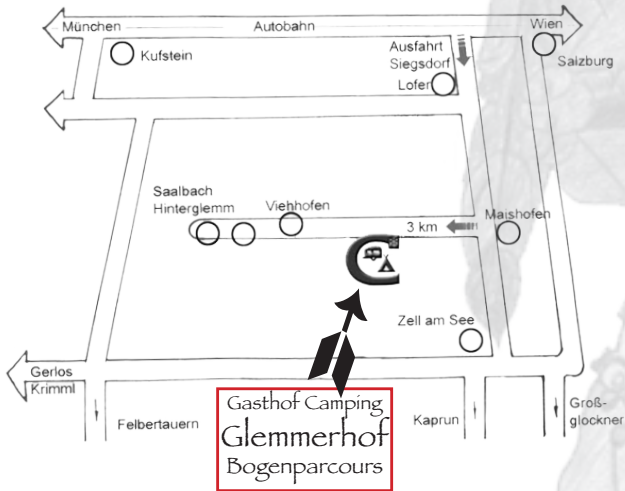 München
Autobahn
Wien
Kufstein
Ausfahrt
Siegsdorf
Salzburg
Lofer
Saalbach
Hinterglemm
Viehhofen
Maishofen
3 km
Zell am See
Gerlos
Krimml
Felbertauern
Kaprun
Groß-
glockner
Gasthof Camping
Glemmerhof
Bogenparcours